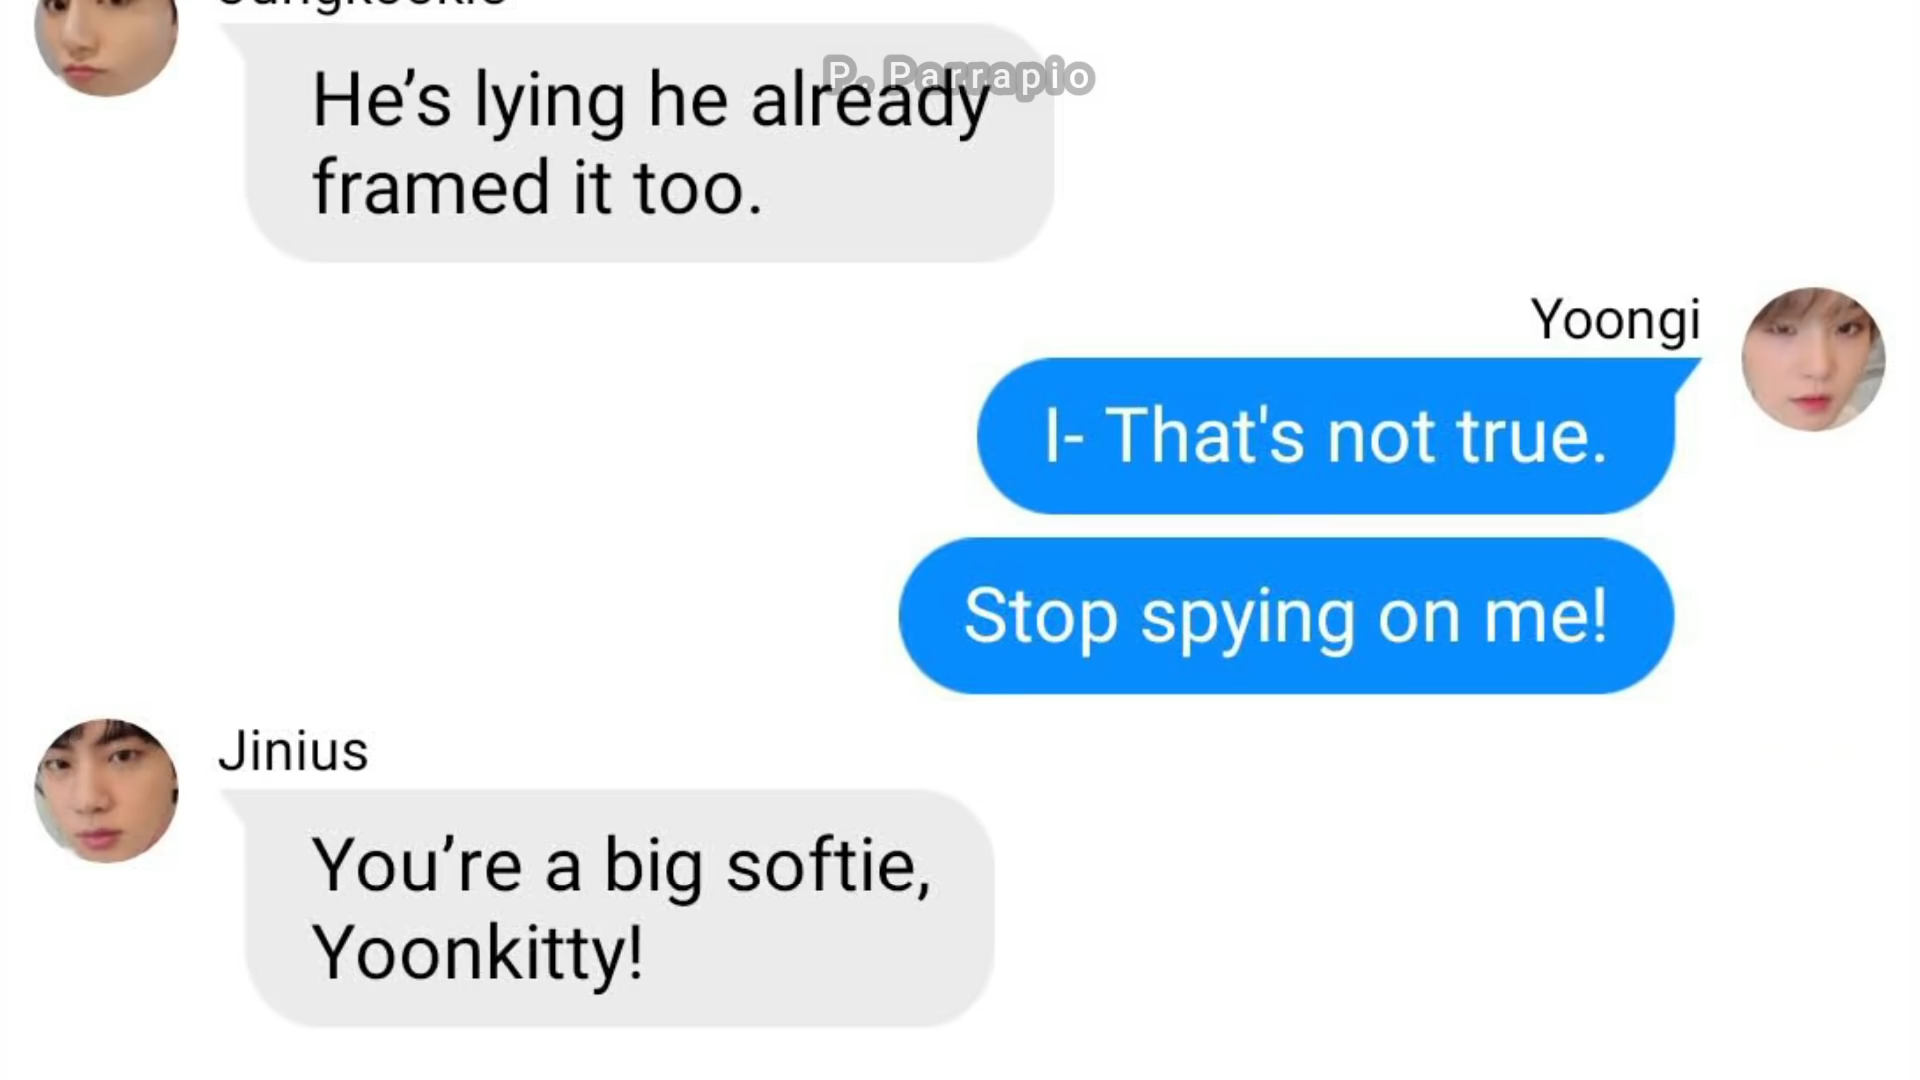 Jungkookie
P. Parrapio
He’s lying he already
framed it too.
Yoongi
I- That's not true.
Stop spying on me!
Jinius
You’re a big softie,
Yoonkitty!